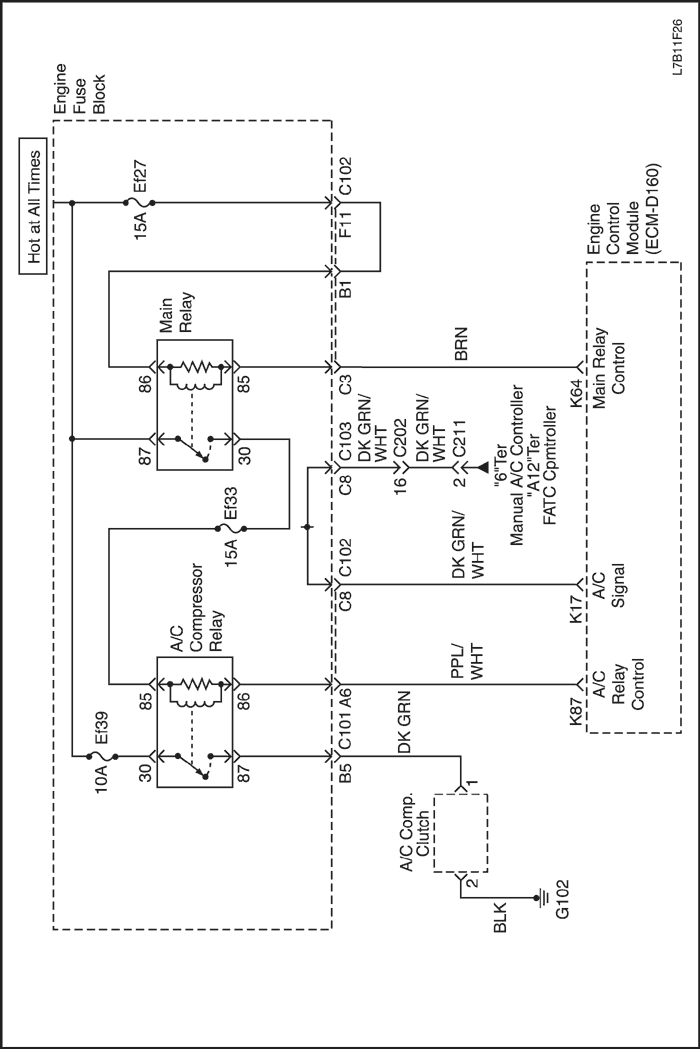 Hot at All Times
Engine
Fuse
Block
Ef39
10A
Ef27
15A
30
85
A/C
Compressor
Relay
87
86
Ef33
15A
87
86
Main
Relay
30
85
B5
C101
A6
C8
C102
C8
C103
C3
B1
F11
C102
DK GRN
PPL/
WHT
DK GRN/
WHT
DK GRN/
WHT
16
C202
DK GRN/
WHT
2
C211
"6"Ter
Manual A/C Controller
"A12"Ter
FATC Cpmtroller
BRN
A/C Comp.
Clutch
1
2
BLK
G102
K87
A/C
Relay
Control
K17
A/C
Signal
K64
Main Relay
Control
Engine
Control
Module
(ECM-D160)
L7B11F26